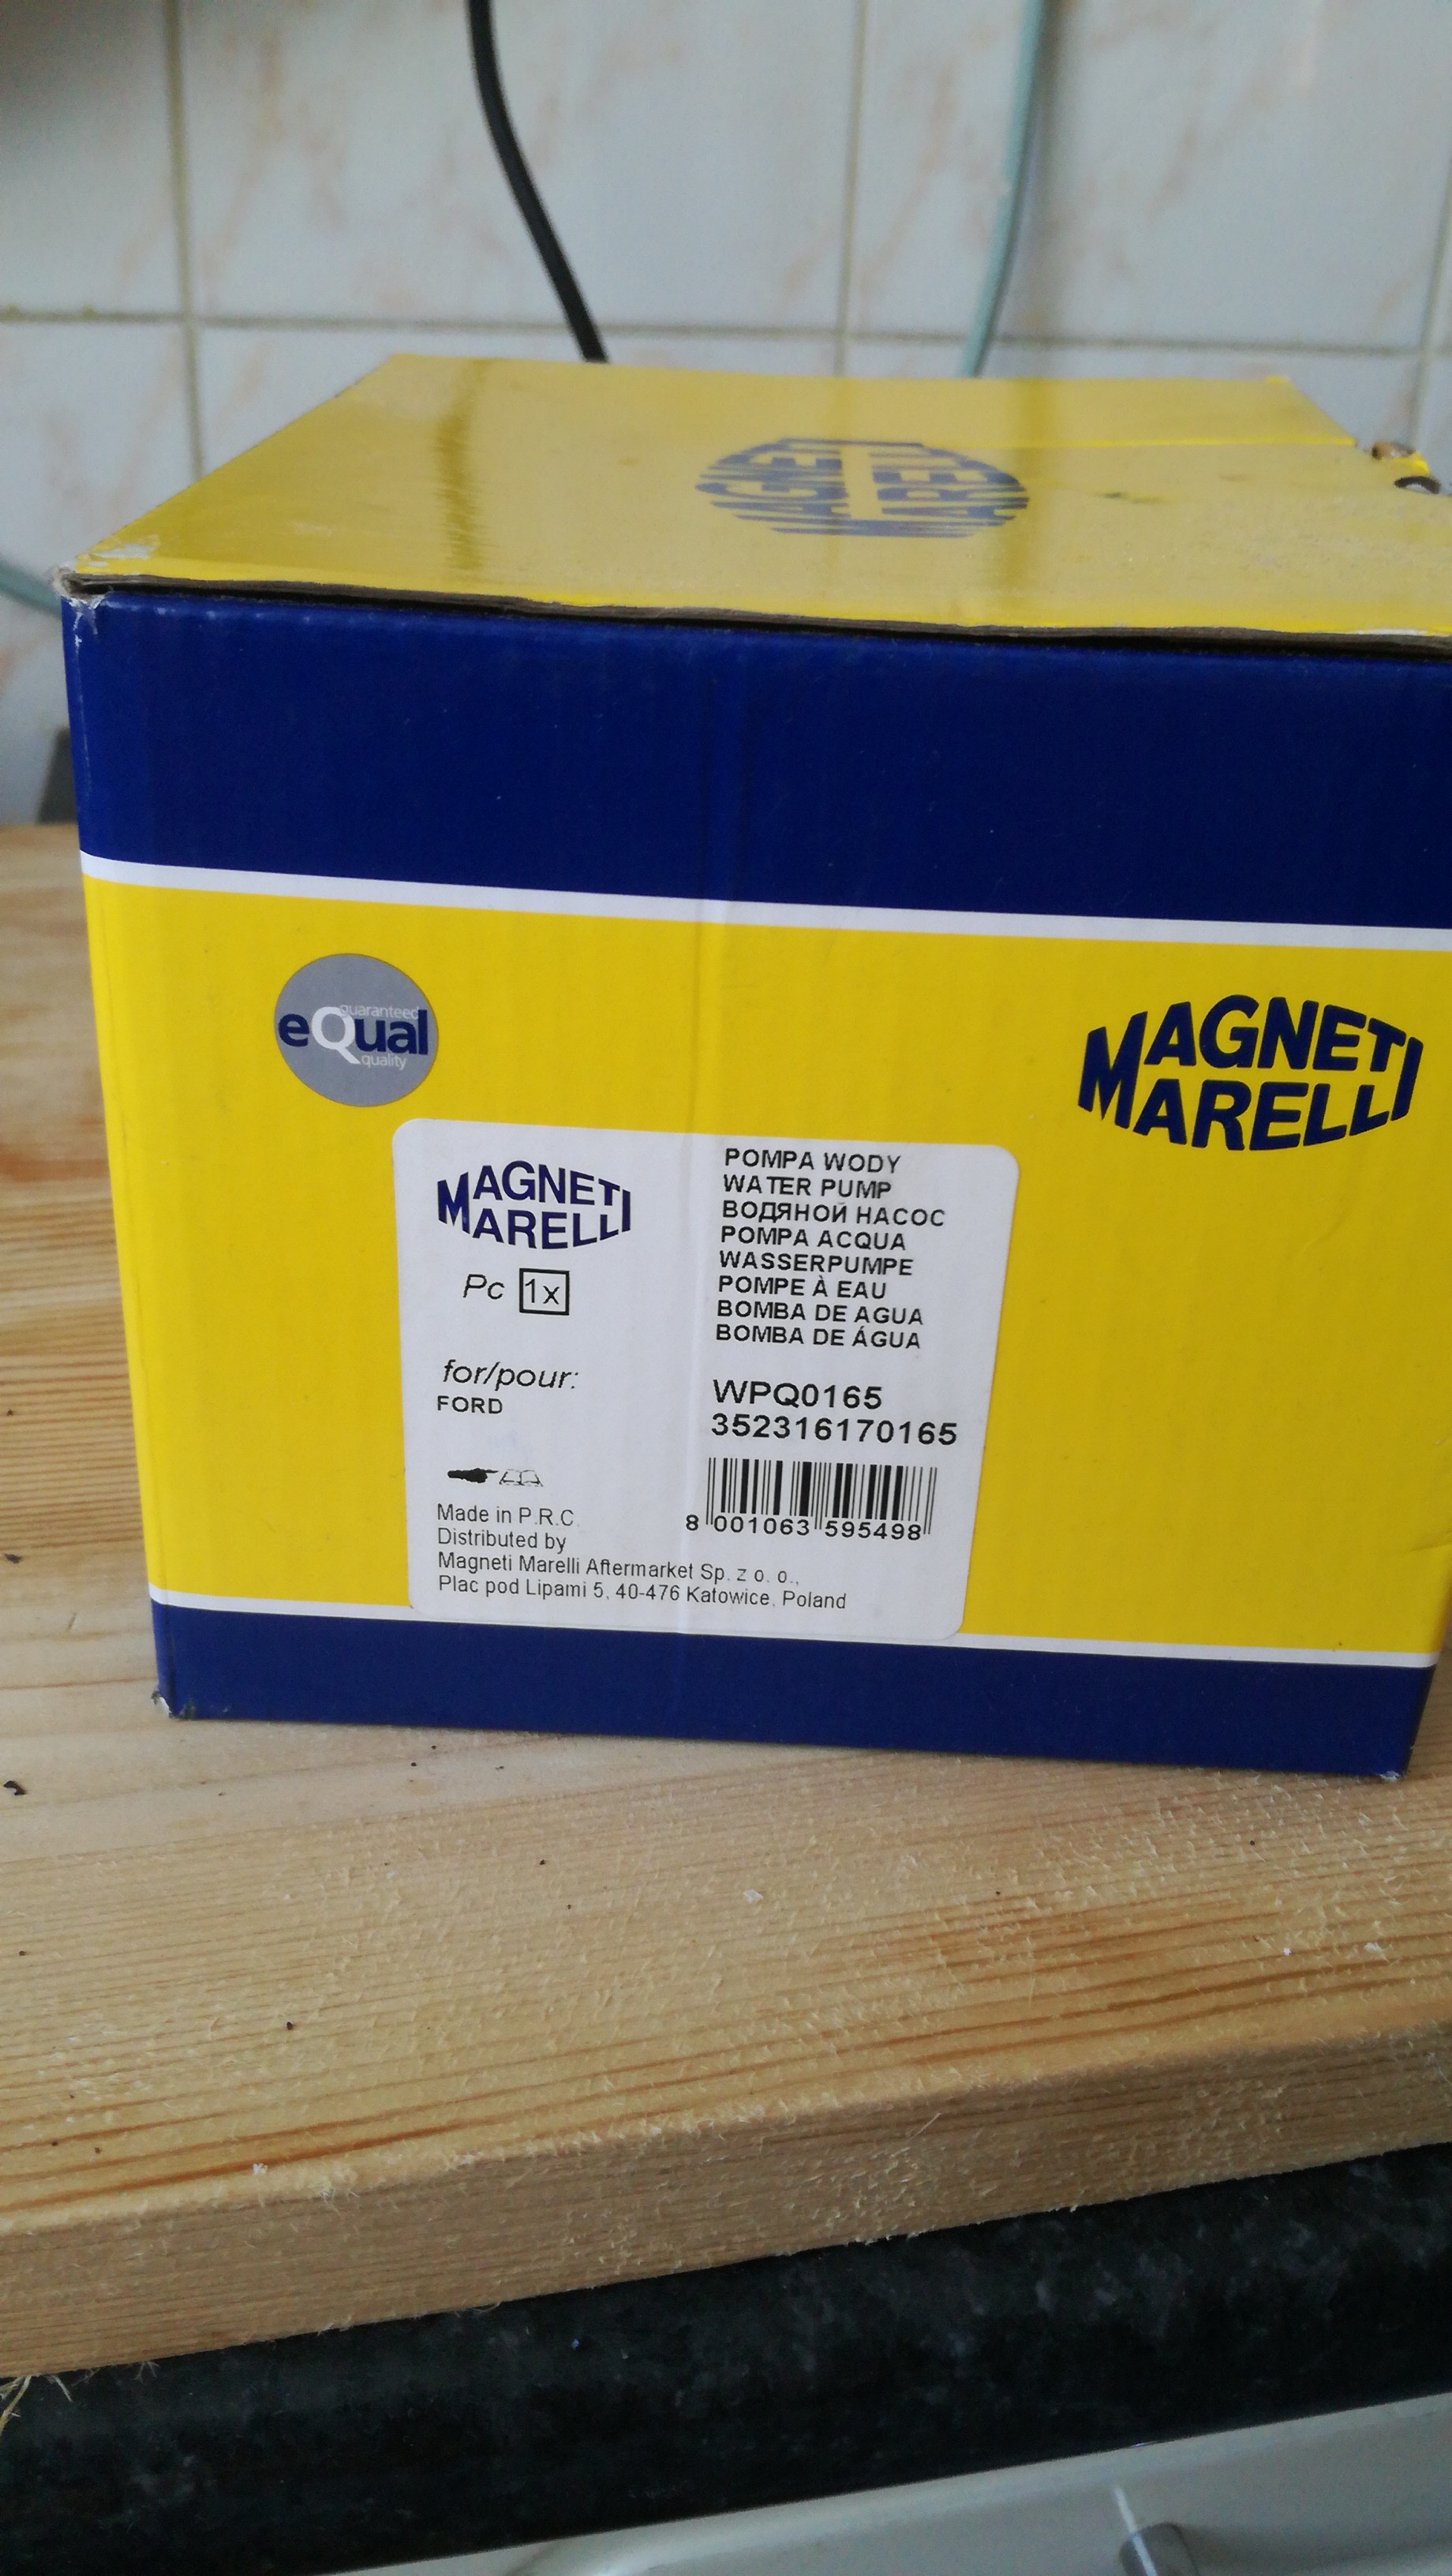 MAGNETI
MARELLI
guaranteed
eQual
quality
MAGNETI
MARELLI
MAGNETI
MARELLI
Pc 1x
for/pour:
FORD
POMPA WODY
WATER PUMP
ВОДЯНОЙ НАСОС
POMPA ACQUA
WASSERPUMPE
POMPE À EAU
BOMBA DE AGUA
BOMBA DE ÁGUA
WPQ0165
352316170165
8 001063 595498
Made in P.R.C.
Distributed by
Magneti Marelli Aftermarket Sp. z o. o.,
Plac pod Lipami 5, 40-476 Katowice, Poland